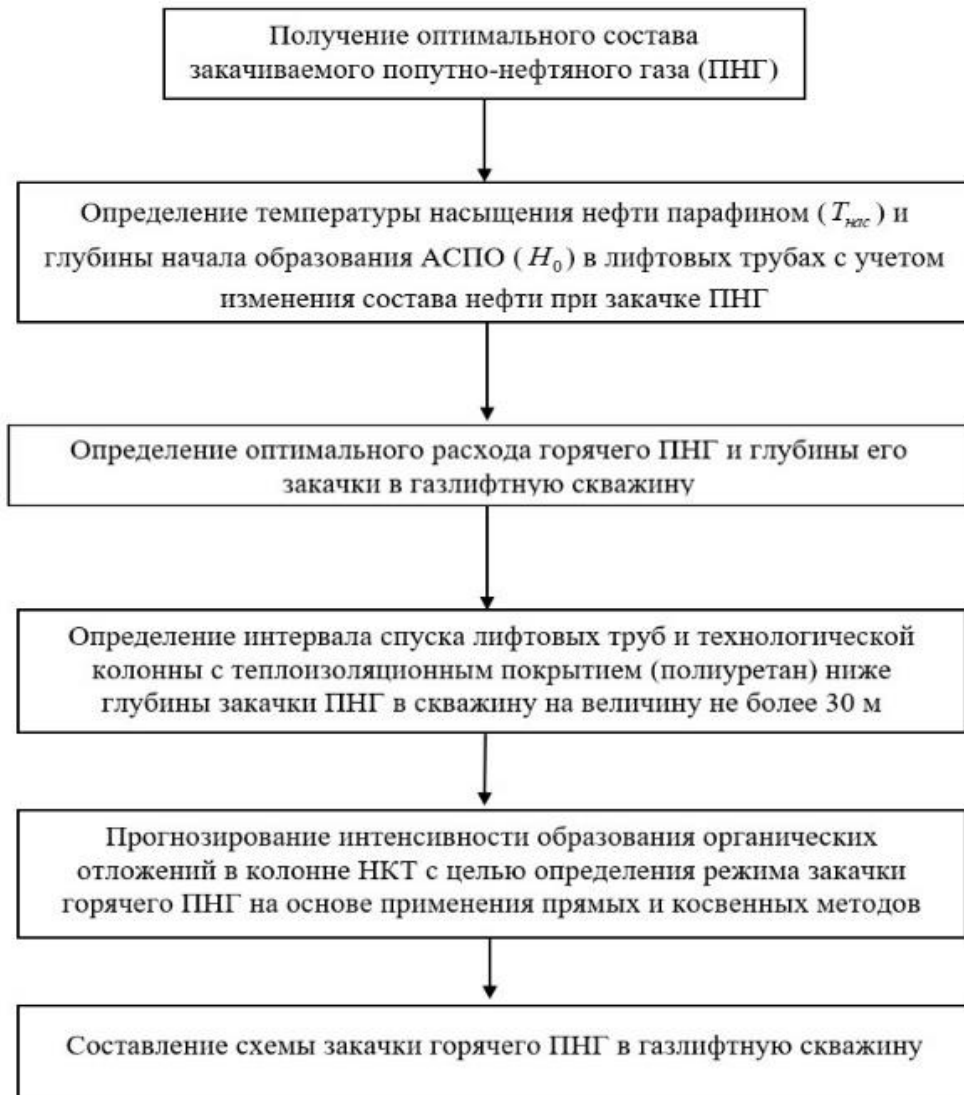 Получение оптимального состава
закачиваемого попутно-нефтяного газа (ПНГ)
Определение температуры насыщения нефти парафином (Tнас) и
глубины начала образования АСПО (H0) в лифтовых трубах с учетом
изменения состава нефти при закачке ПНГ
Определение оптимального расхода горячего ПНГ и глубины его
закачки в газлифтную скважину
Определение интервала спуска лифтовых труб и технологической
колонны с теплоизоляционным покрытием (полиуретан) ниже
глубины закачки ПНГ в скважину на величину не более 30 м
Прогнозирование интенсивности образования органических
отложений в колонне НКТ с целью определения режима закачки
горячего ПНГ на основе применения прямых и косвенных методов
Составление схемы закачки горячего ПНГ в газлифтную скважину